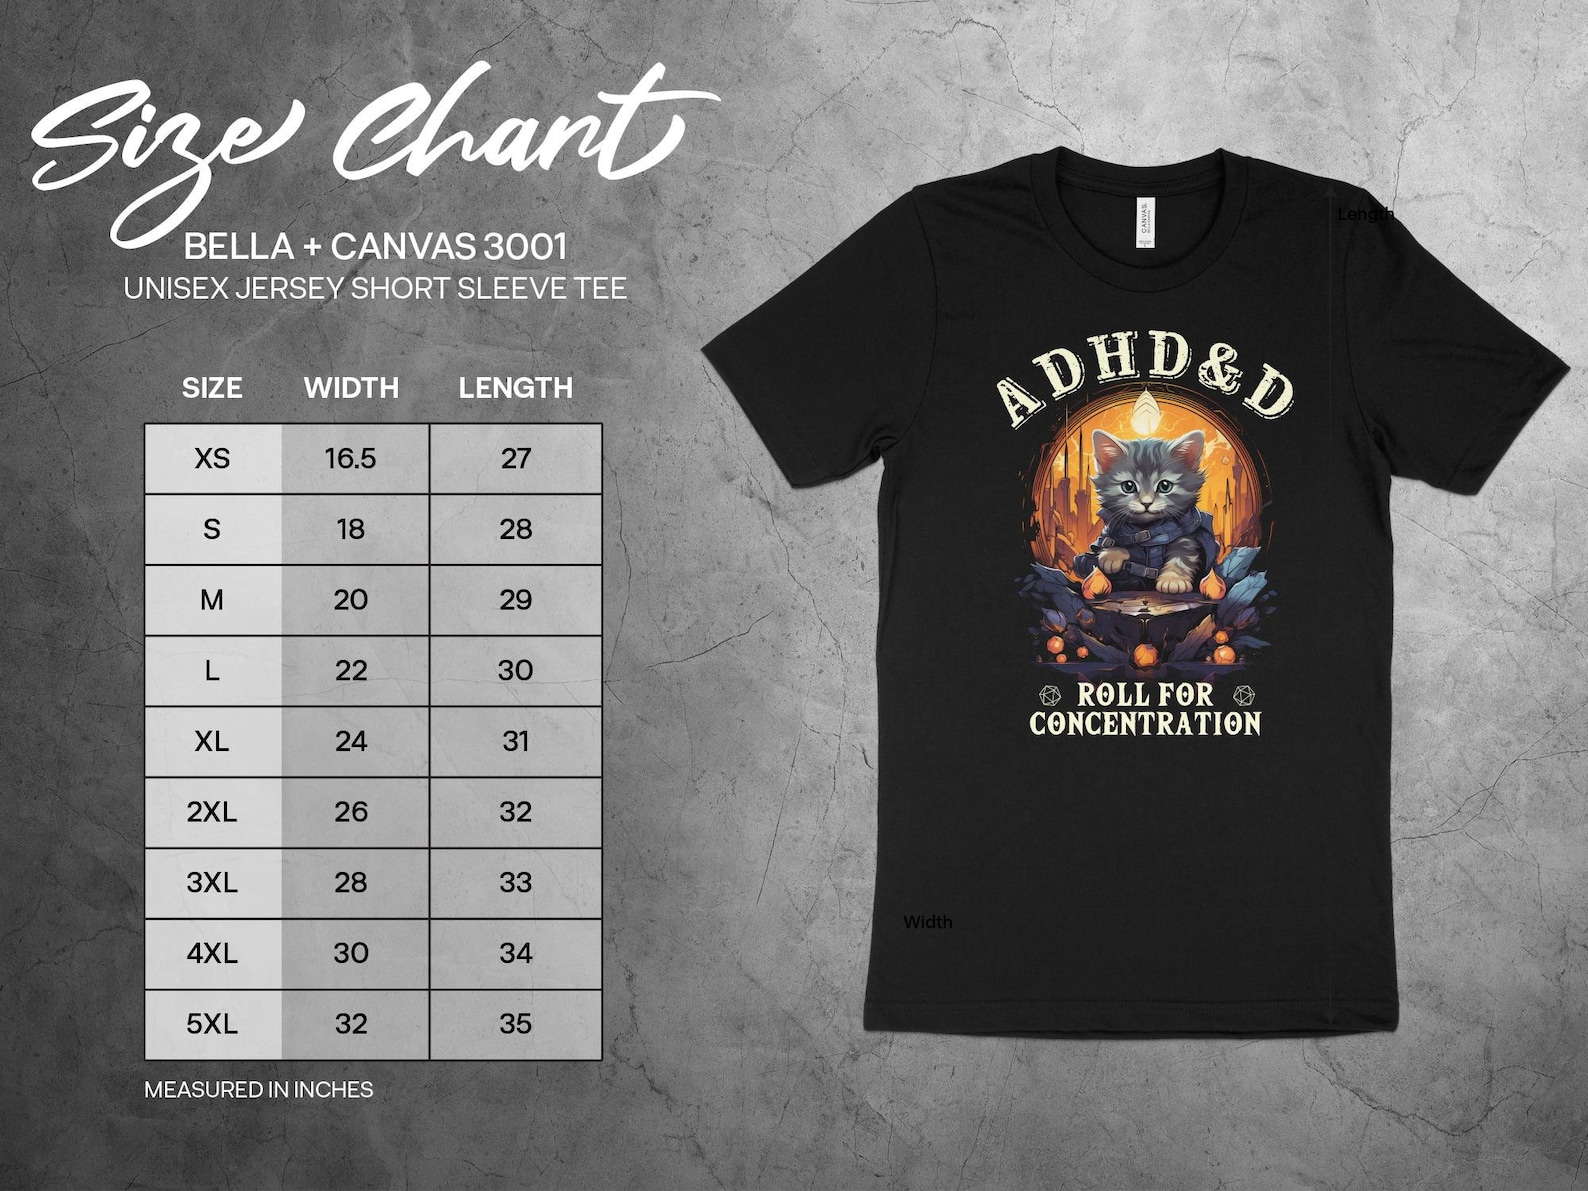 Size Chart
BELLA + CANVAS 3001
UNISEX JERSEY SHORT SLEEVE TEE
SIZE WIDTH LENGTH
XS 16.5 27
S 18 28
M 20 29
L 22 30
XL 24 31
2XL 26 32
3XL 28 33
4XL 30 34
5XL 32 35
MEASURED IN INCHES
CANVAS.
Length
ADHD&D
ROLL FOR
CONCENTRATION
Width